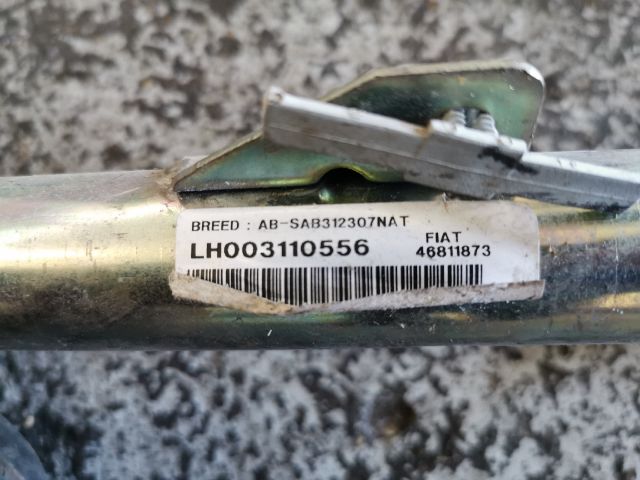 BREED : AB-SAB312307NAT
LH003110556
FIAT
46811873